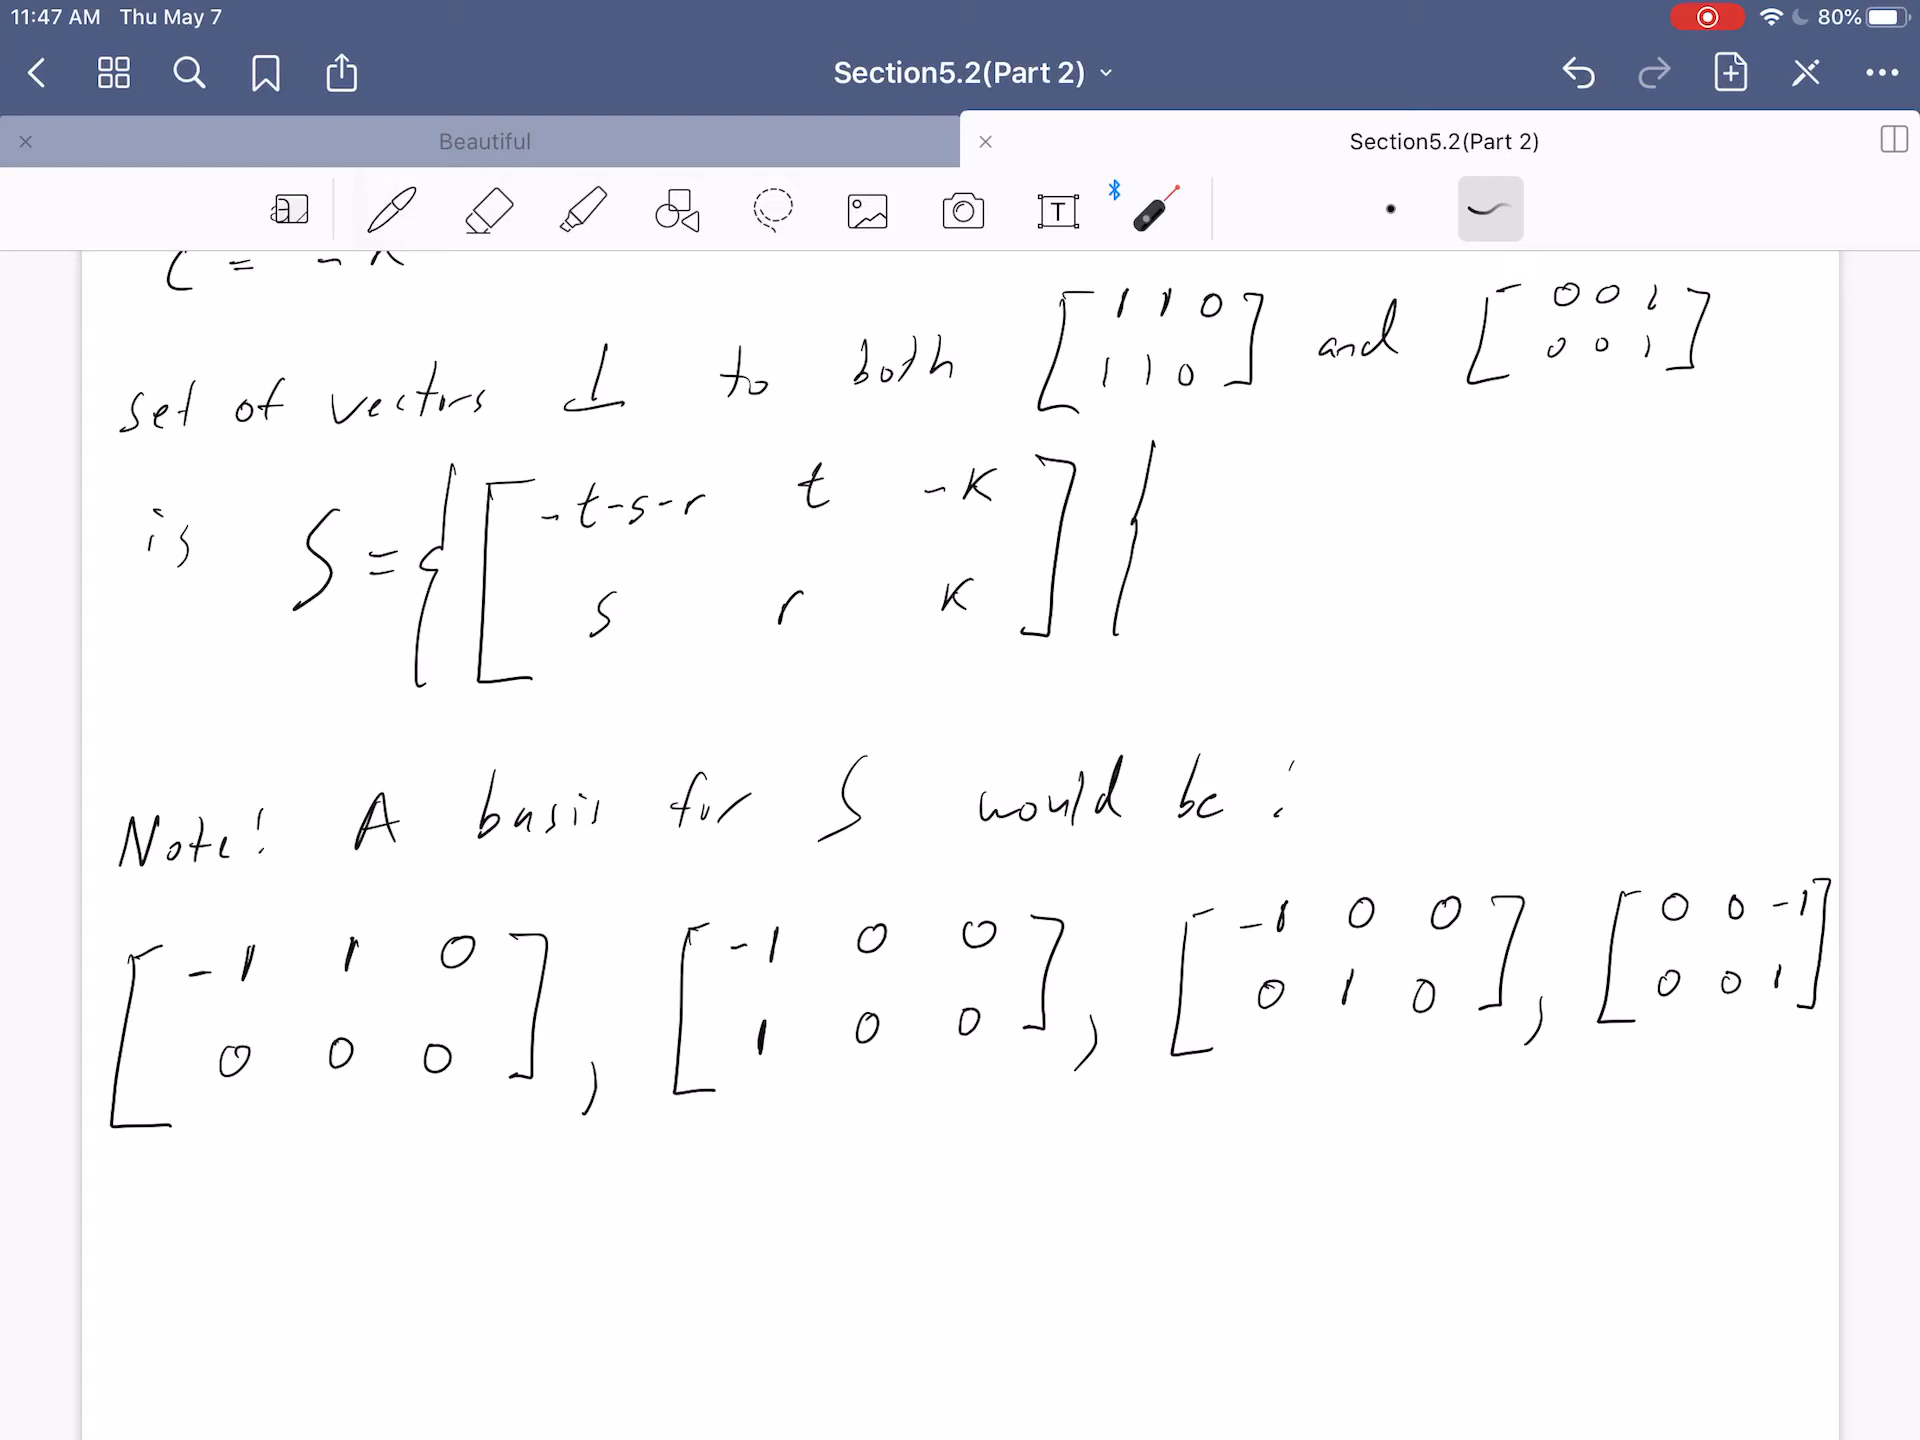 11:47 AM Thu May 7
80%
Section5.2(Part 2)
Beautiful
Section5.2(Part 2)
T
c = -k
set of vectors ⊥ to both [1 1 0 and [0 0 1
1 1 0] 0 0 1]
is S = { [-t-s-r t -k
s r k] }
Note! A basis for S would be :
[-1 1 0 [-1 0 0 [-1 0 0 [0 0 -1
0 0 0], 1 0 0], 0 1 0], 0 0 1]